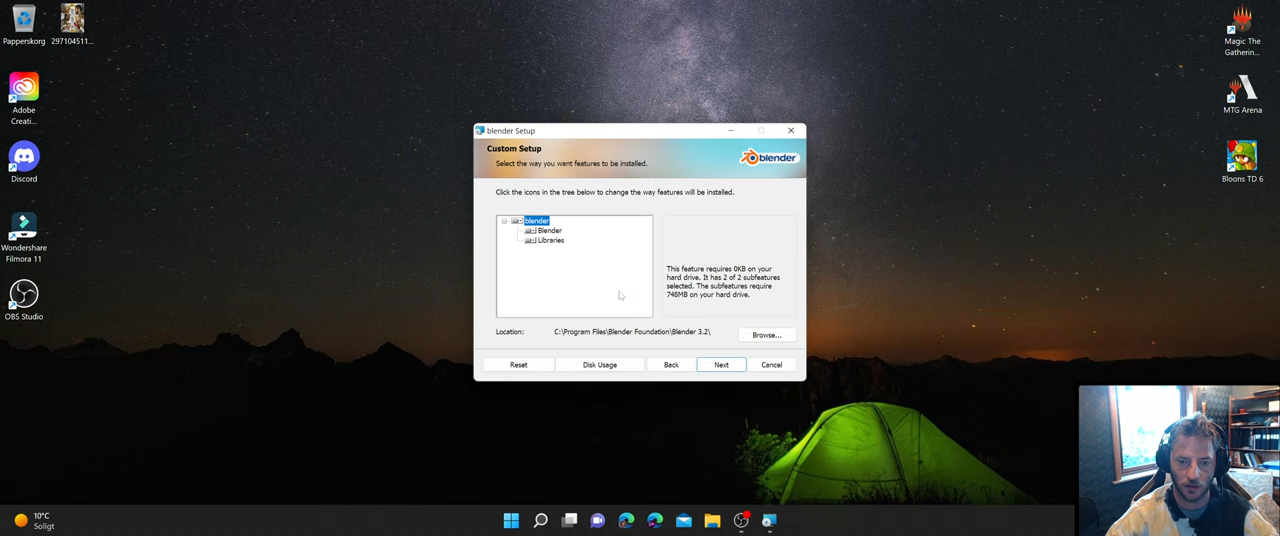 Papperskorg
297104511...
Adobe
Creati...
Discord
Wondershare
Filmora 11
OBS Studio
Magic The
Gatherin...
MTG Arena
Bloons TD 6
blender Setup
Custom Setup
Select the way you want features to be installed.
blender
Click the icons in the tree below to change the way features will be installed.
blender
Blender
Libraries
This feature requires 0KB on your
hard drive. It has 2 of 2 subfeatures
selected. The subfeatures require
748MB on your hard drive.
Location: C:\Program Files\Blender Foundation\Blender 3.2\
Browse...
Reset Disk Usage Back Next Cancel
10°C
Soligt